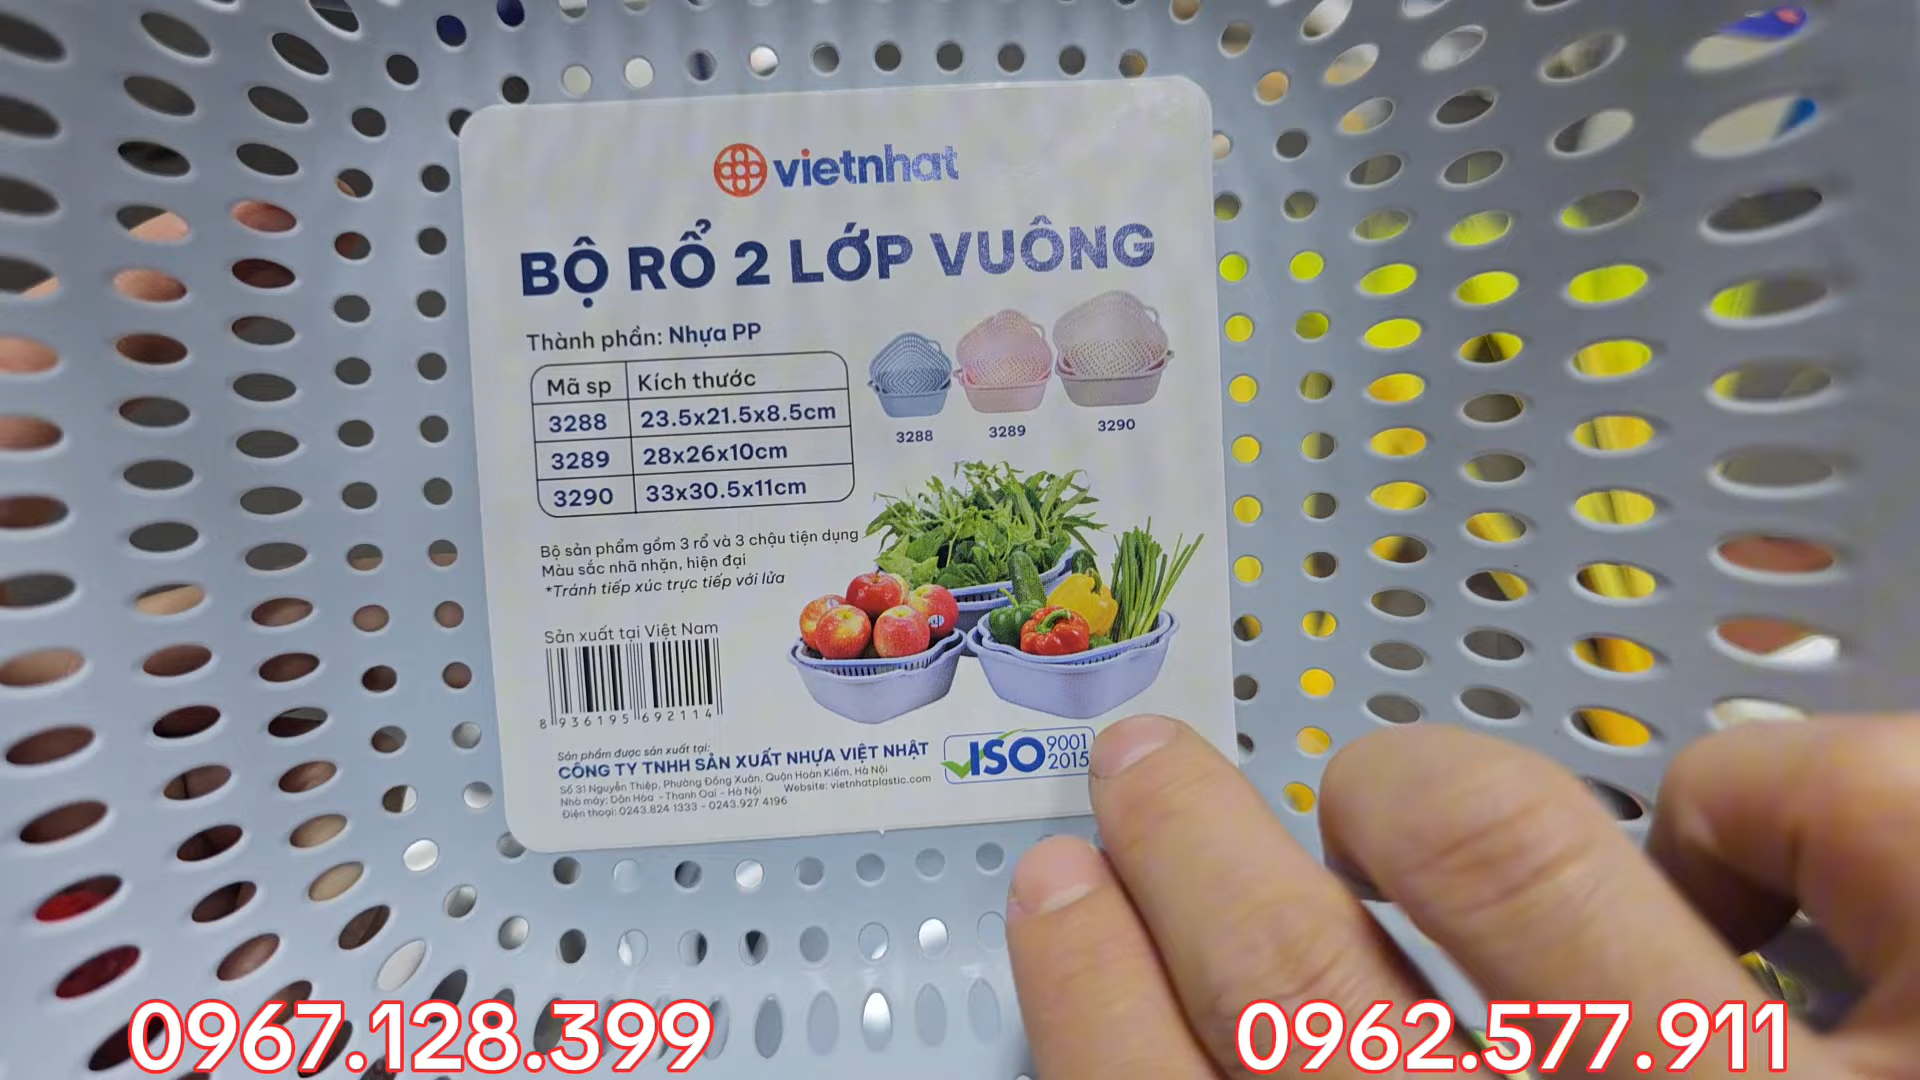 vietnhat
BỘ RỔ 2 LỚP VUÔNG
Thành phần: Nhựa PP
Mã sp Kích thước
3288 23.5x21.5x8.5cm
3289 28x26x10cm
3290 33x30.5x11cm
3288 3289 3290
Bộ sản phẩm gồm 3 rổ và 3 chậu tiện dụng
Màu sắc nhã nhặn, hiện đại
*Tránh tiếp xúc trực tiếp với lửa
Sản xuất tại Việt Nam
8 936195 692114
Sản phẩm được sản xuất tại:
CÔNG TY TNHH SẢN XUẤT NHỰA VIỆT NHẬT
Số 31 Nguyễn Thiệp, Phường Đồng Xuân, Quận Hoàn Kiếm, Hà Nội
Nhà máy: Dân Hòa - Thanh Oai - Hà Nội Website: vietnhatplastic.com
Điện thoại: 0243.824 1333 - 0243.927 4196
ISO 9001
2015
0967.128.399
0962.577.911